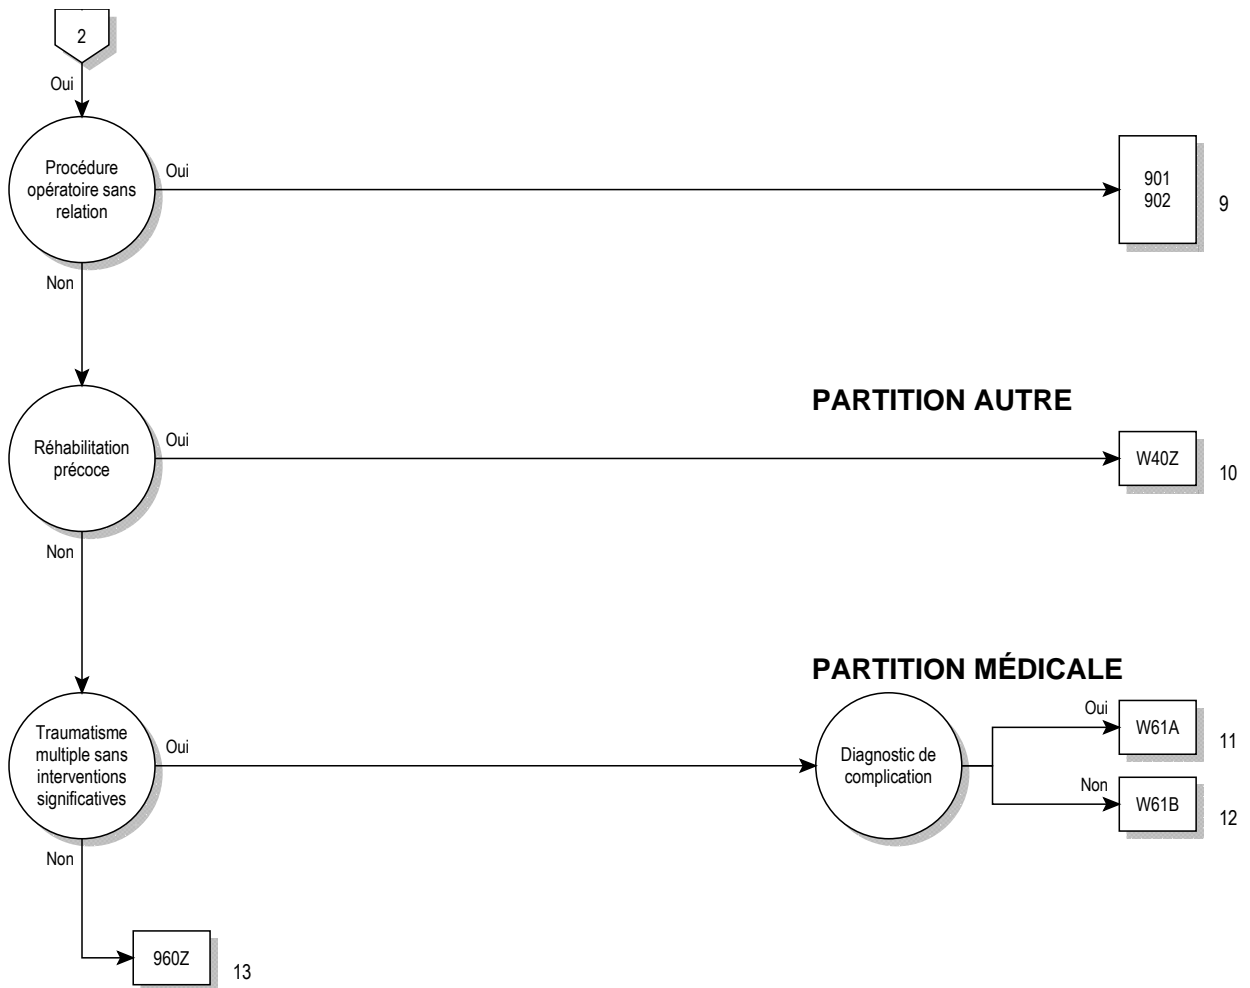 2
Oui
Procédure
opératoire sans
relation
Oui
901
902
9
Non
PARTITION AUTRE
Réhabilitation
précoce
Oui
W40Z
10
Non
PARTITION MÉDICALE
Traumatisme
multiple sans
interventions
significatives
Oui
Diagnostic de
complication
Oui
W61A
11
Non
W61B
12
Non
960Z
13